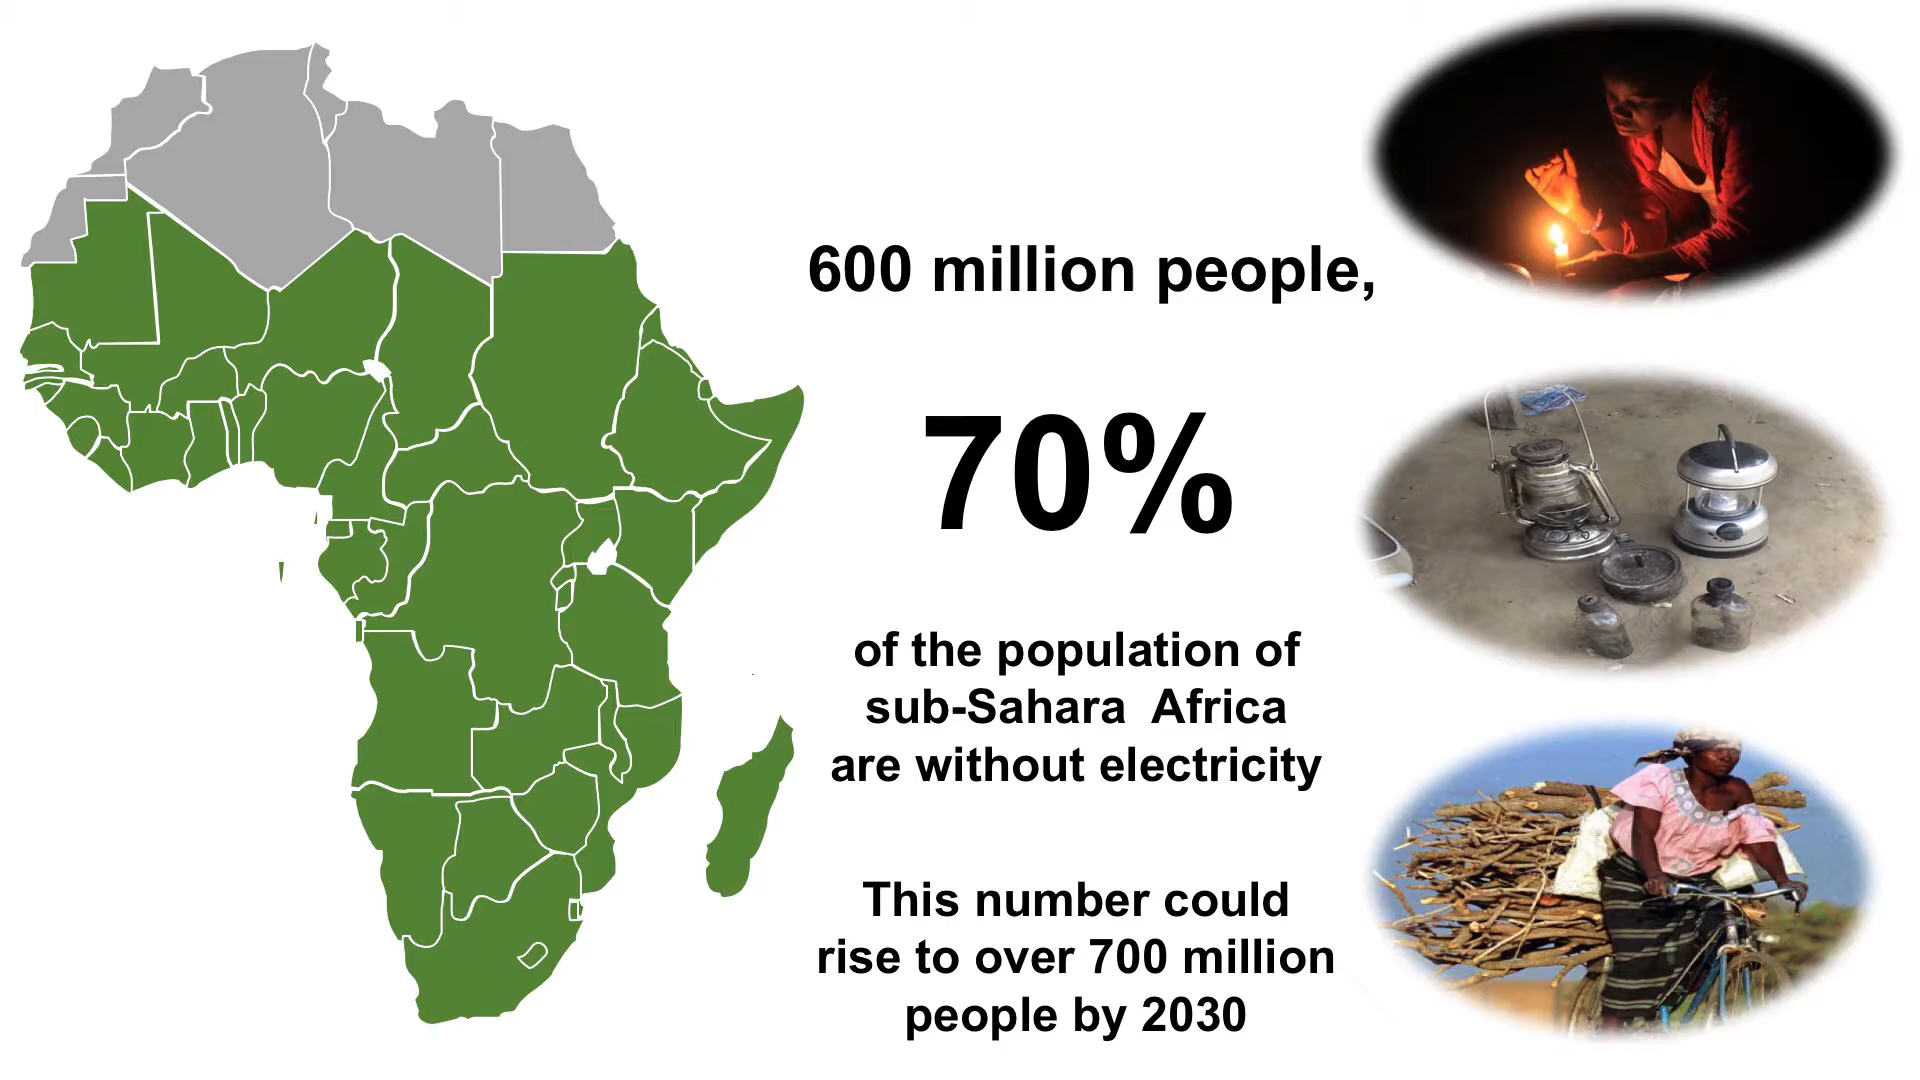 600 million people,
70%
of the population of
sub-Sahara  Africa
are without electricity
This number could
rise to over 700 million
people by 2030